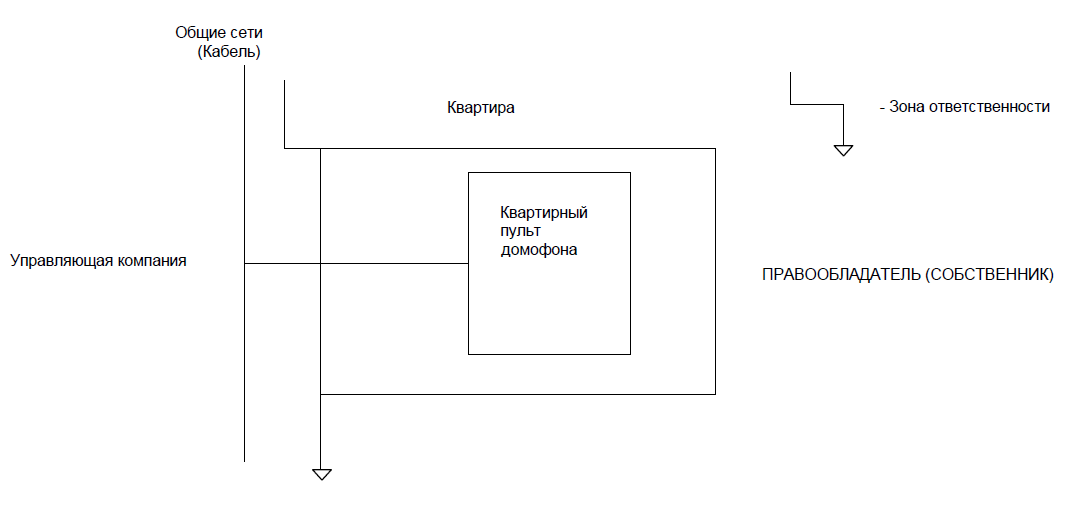 Общие сети
(Кабель)
Квартира
- Зона ответственности
Квартирный
пульт
домофона
Управляющая компания
ПРАВООБЛАДАТЕЛЬ (СОБСТВЕННИК)